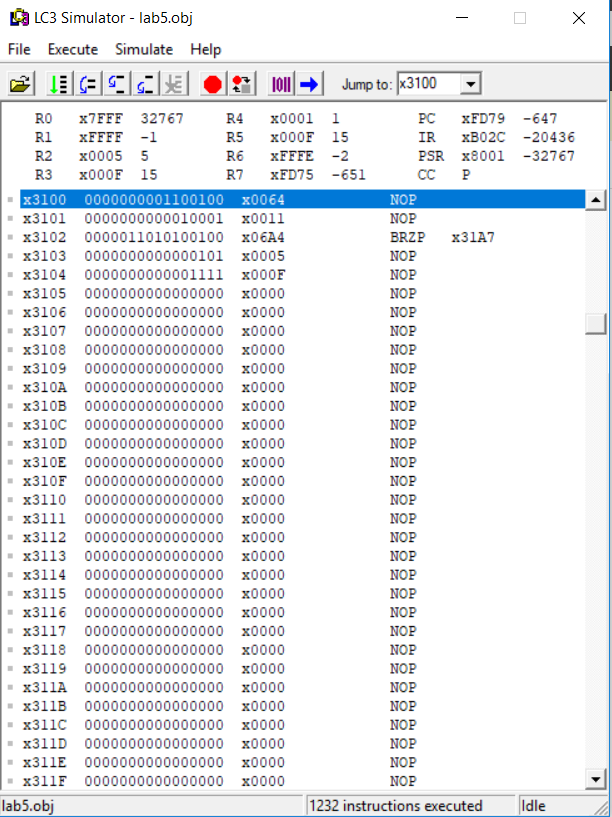 LC3 Simulator - lab5.obj
File Execute Simulate Help
Jump to: x3100
R0 x7FFF 32767 R4 x0001 1 PC xFD79 -647
R1 xFFFF -1 R5 x000F 15 IR xB02C -20436
R2 x0005 5 R6 xFFFE -2 PSR x8001 -32767
R3 x000F 15 R7 xFD75 -651 CC P
x3100 0000000001100100 x0064 NOP
x3101 0000000000010001 x0011 NOP
x3102 0000011010100100 x06A4 BRZP x31A7
x3103 0000000000000101 x0005 NOP
x3104 0000000000001111 x000F NOP
x3105 0000000000000000 x0000 NOP
x3106 0000000000000000 x0000 NOP
x3107 0000000000000000 x0000 NOP
x3108 0000000000000000 x0000 NOP
x3109 0000000000000000 x0000 NOP
x310A 0000000000000000 x0000 NOP
x310B 0000000000000000 x0000 NOP
x310C 0000000000000000 x0000 NOP
x310D 0000000000000000 x0000 NOP
x310E 0000000000000000 x0000 NOP
x310F 0000000000000000 x0000 NOP
x3110 0000000000000000 x0000 NOP
x3111 0000000000000000 x0000 NOP
x3112 0000000000000000 x0000 NOP
x3113 0000000000000000 x0000 NOP
x3114 0000000000000000 x0000 NOP
x3115 0000000000000000 x0000 NOP
x3116 0000000000000000 x0000 NOP
x3117 0000000000000000 x0000 NOP
x3118 0000000000000000 x0000 NOP
x3119 0000000000000000 x0000 NOP
x311A 0000000000000000 x0000 NOP
x311B 0000000000000000 x0000 NOP
x311C 0000000000000000 x0000 NOP
x311D 0000000000000000 x0000 NOP
x311E 0000000000000000 x0000 NOP
x311F 0000000000000000 x0000 NOP
lab5.obj 1232 instructions executed Idle